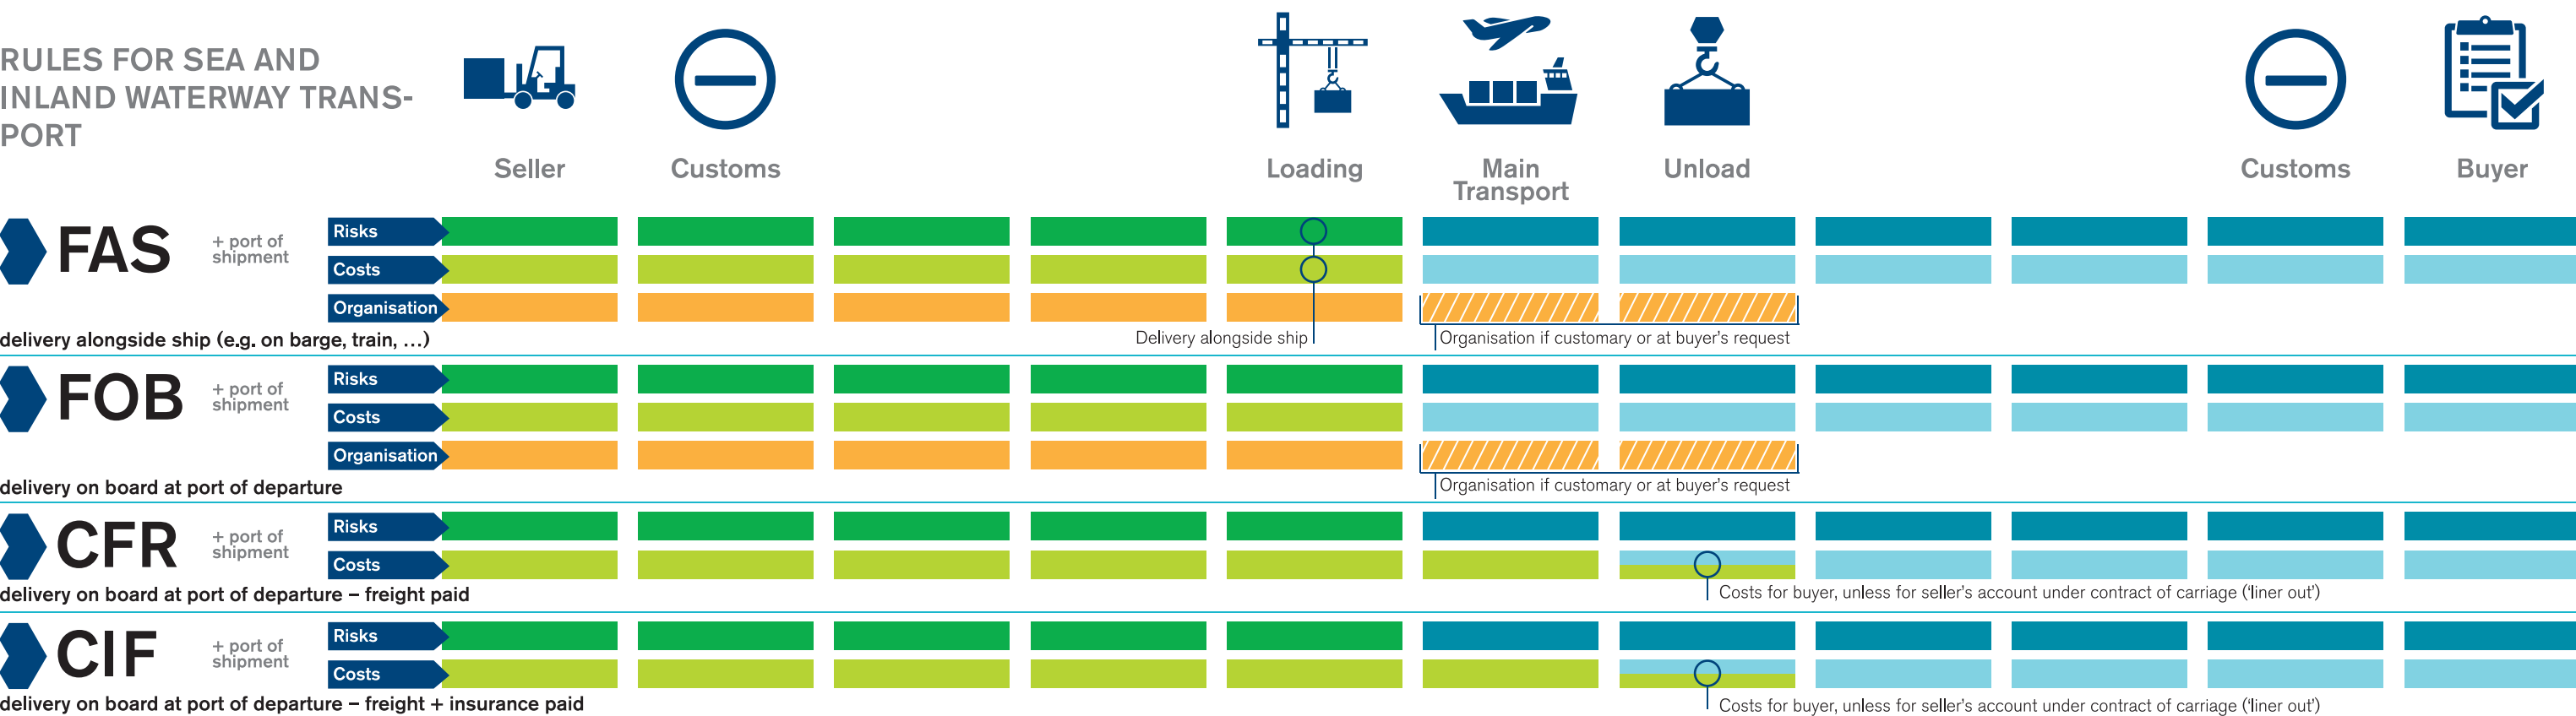 RULES FOR SEA AND
INLAND WATERWAY TRANS-
PORT
Seller
Customs
Loading
Main
Transport
Unload
Customs
Buyer
FAS
+ port of
shipment
Risks
Costs
Organisation
delivery alongside ship (e.g. on barge, train, …)
Delivery alongside ship
Organisation if customary or at buyer's request
FOB
+ port of
shipment
Risks
Costs
Organisation
delivery on board at port of departure
Organisation if customary or at buyer's request
CFR
+ port of
shipment
Risks
Costs
delivery on board at port of departure – freight paid
Costs for buyer, unless for seller's account under contract of carriage ('liner out')
CIF
+ port of
shipment
Risks
Costs
delivery on board at port of departure – freight + insurance paid
Costs for buyer, unless for seller's account under contract of carriage ('liner out')